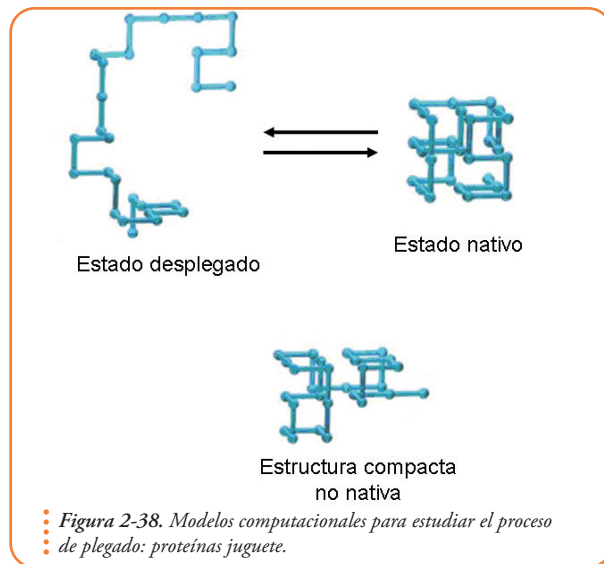 Estado desplegado
Estado nativo
Estructura compacta
no nativa
Figura 2-38. Modelos computacionales para estudiar el proceso
de plegado: proteínas juguete.